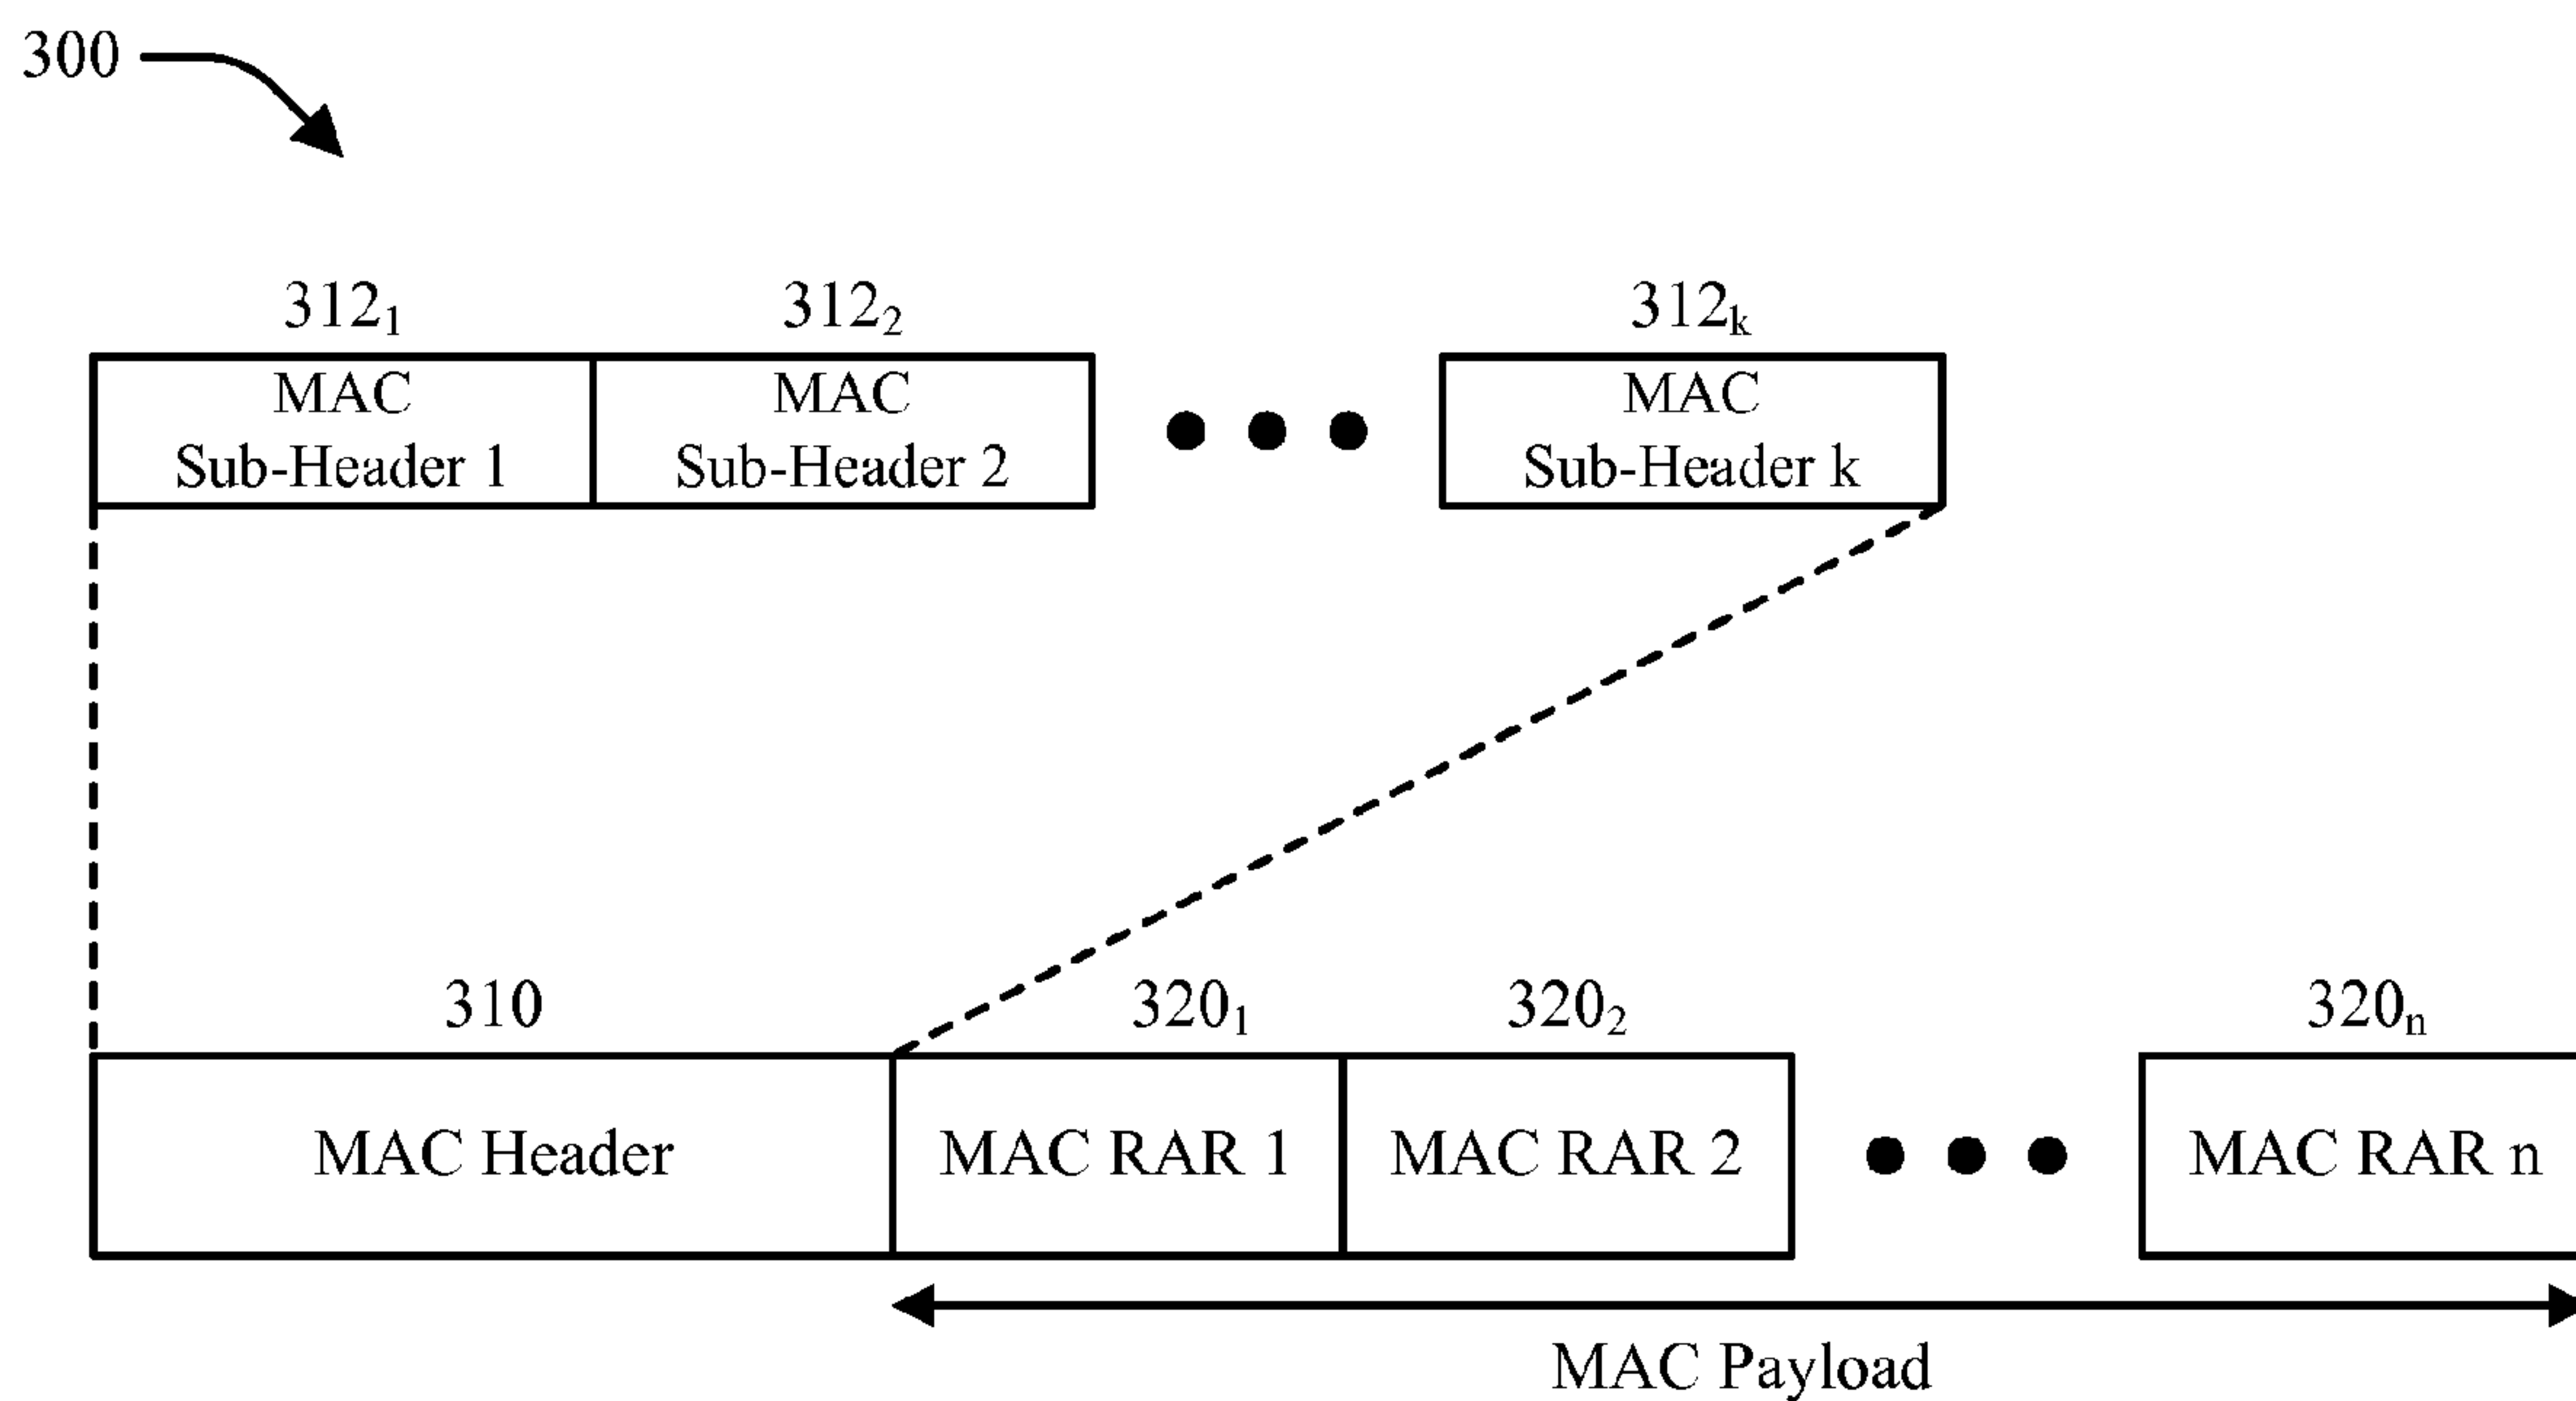 300
312₁ 312₂ 312ₖ
MAC MAC MAC
Sub-Header 1 Sub-Header 2 Sub-Header k
310 320₁ 320₂ 320ₙ
MAC Header MAC RAR 1 MAC RAR 2 MAC RAR n
MAC Payload